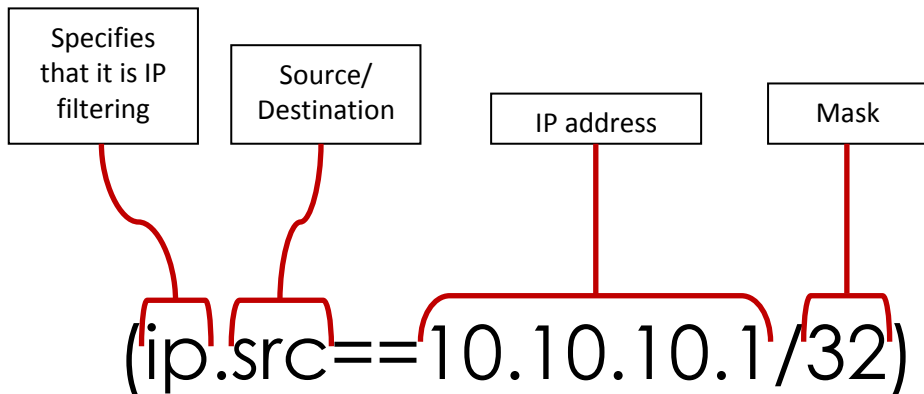 Specifies
that it is IP
filtering
Source/
Destination
IP address
Mask
(ip.src==10.10.10.1/32)